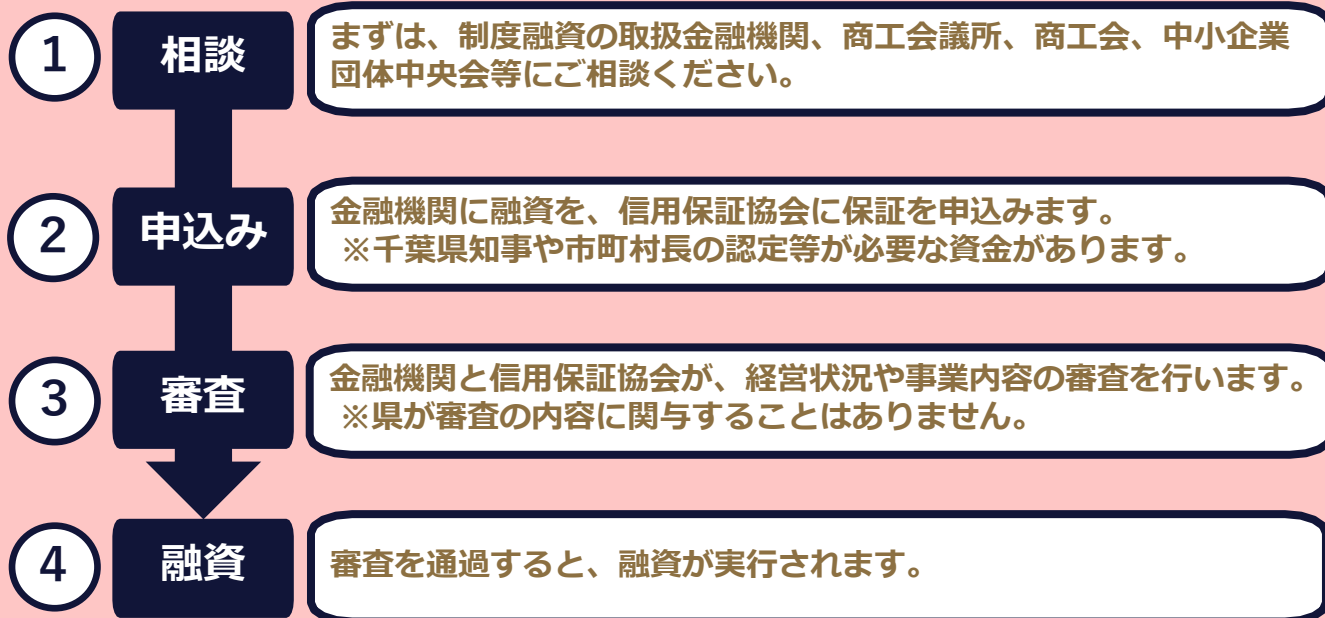 1
相談
まずは、制度融資の取扱金融機関、商工会議所、商工会、中小企業
団体中央会等にご相談ください。
2
申込み
金融機関に融資を、信用保証協会に保証を申込みます。
※千葉県知事や市町村長の認定等が必要な資金があります。
3
審査
金融機関と信用保証協会が、経営状況や事業内容の審査を行います。
※県が審査の内容に関与することはありません。
4
融資
審査を通過すると、融資が実行されます。